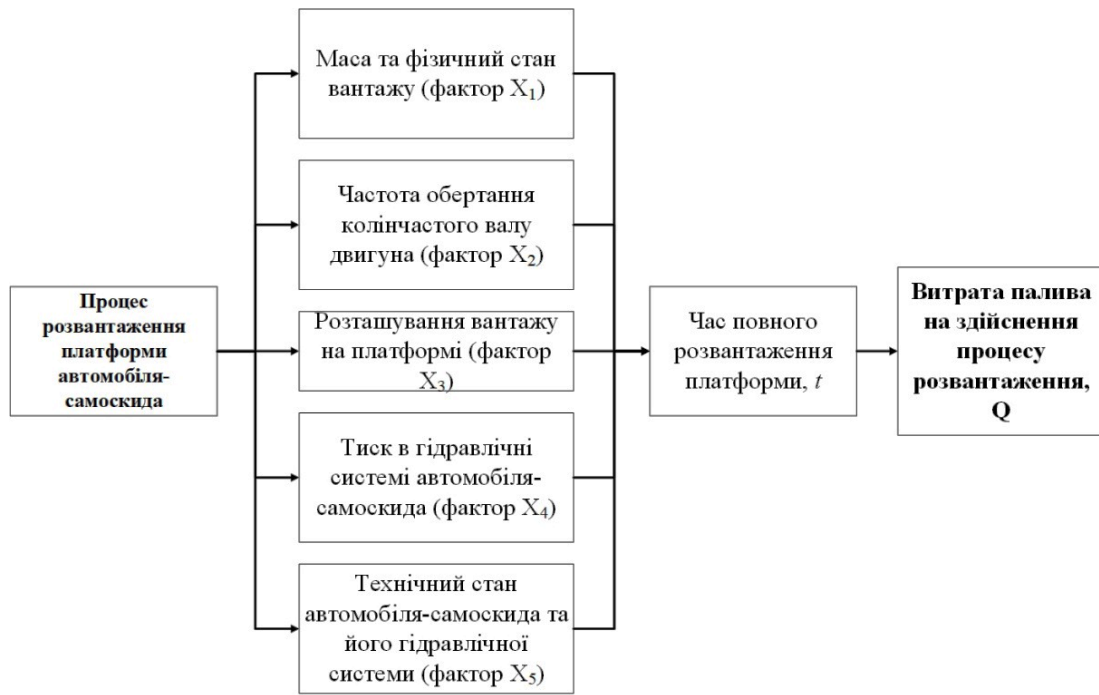 Процес
розвантаження
платформи
автомобіля-
самоскида
Маса та фізичний стан
вантажу (фактор X₁)
Частота обертання
колінчастого валу
двигуна (фактор X₂)
Розташування вантажу
на платформі (фактор
X₃)
Тиск в гідравлічні
системі автомобіля-
самоскида (фактор X₄)
Технічний стан
автомобіля-самоскида та
його гідравлічної
системи (фактор X₅)
Час повного
розвантаження
платформи, t
Витрата палива
на здійснення
процесу
розвантаження,
Q